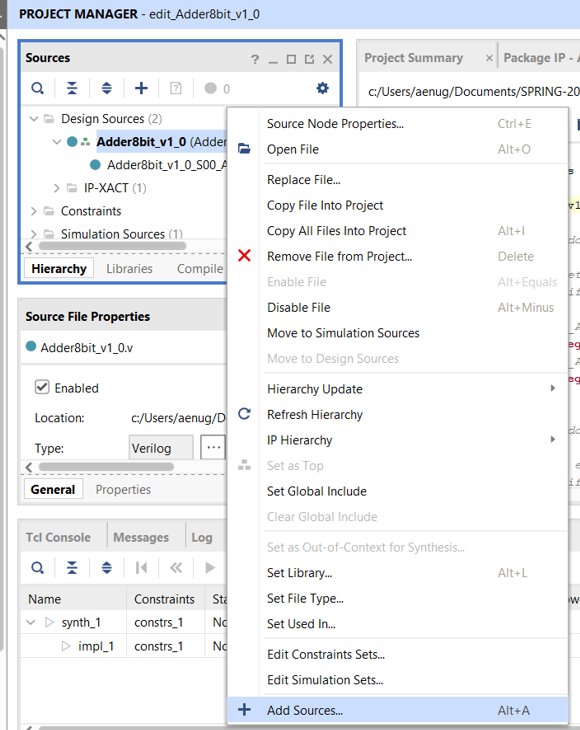 PROJECT MANAGER - edit_Adder8bit_v1_0
Sources
? _
0
Design Sources (2)
Adder8bit_v1_0 (Adder
Adder8bit_v1_0_S00_A
IP-XACT (1)
Constraints
Simulation Sources (1)
Hierarchy Libraries Compile
Source File Properties
Adder8bit_v1_0.v
Enabled
Location: c:/Users/aenug/D
Type: Verilog ...
General Properties
Tcl Console Messages Log
Name Constraints
synth_1 constrs_1
impl_1 constrs_1
Project Summary × Package IP - A
c:/Users/aenug/Documents/SPRING-20
Source Node Properties... Ctrl+E
Open File Alt+O
Replace File...
Copy File Into Project
Copy All Files Into Project Alt+I
Remove File from Project... Delete
Enable File Alt+Equals
Disable File Alt+Minus
Move to Simulation Sources
Move to Design Sources
Hierarchy Update
Refresh Hierarchy
IP Hierarchy
Set as Top
Set Global Include
Clear Global Include
Set as Out-of-Context for Synthesis...
Set Library... Alt+L
Set File Type...
Set Used In...
Edit Constraints Sets...
Edit Simulation Sets...
Add Sources... Alt+A